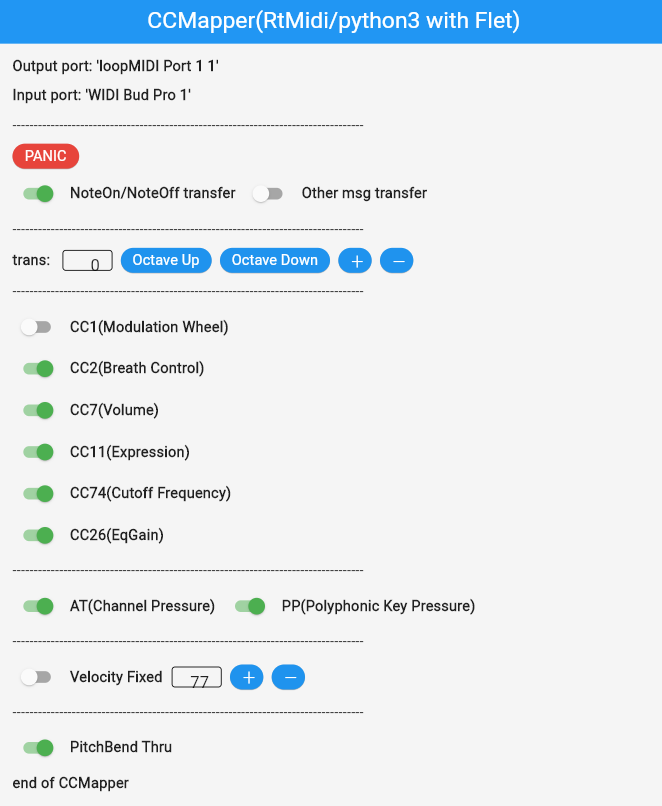 CCMapper(RtMidi/python3 with Flet)
Output port: 'loopMIDI Port 1 1'
Input port: 'WIDI Bud Pro 1'
----------------------------------------------------------------------------------------
PANIC
NoteOn/NoteOff transfer Other msg transfer
----------------------------------------------------------------------------------------
trans: 0 Octave Up Octave Down + −
----------------------------------------------------------------------------------------
CC1(Modulation Wheel)
CC2(Breath Control)
CC7(Volume)
CC11(Expression)
CC74(Cutoff Frequency)
CC26(EqGain)
----------------------------------------------------------------------------------------
AT(Channel Pressure) PP(Polyphonic Key Pressure)
----------------------------------------------------------------------------------------
Velocity Fixed 77 + −
----------------------------------------------------------------------------------------
PitchBend Thru
end of CCMapper